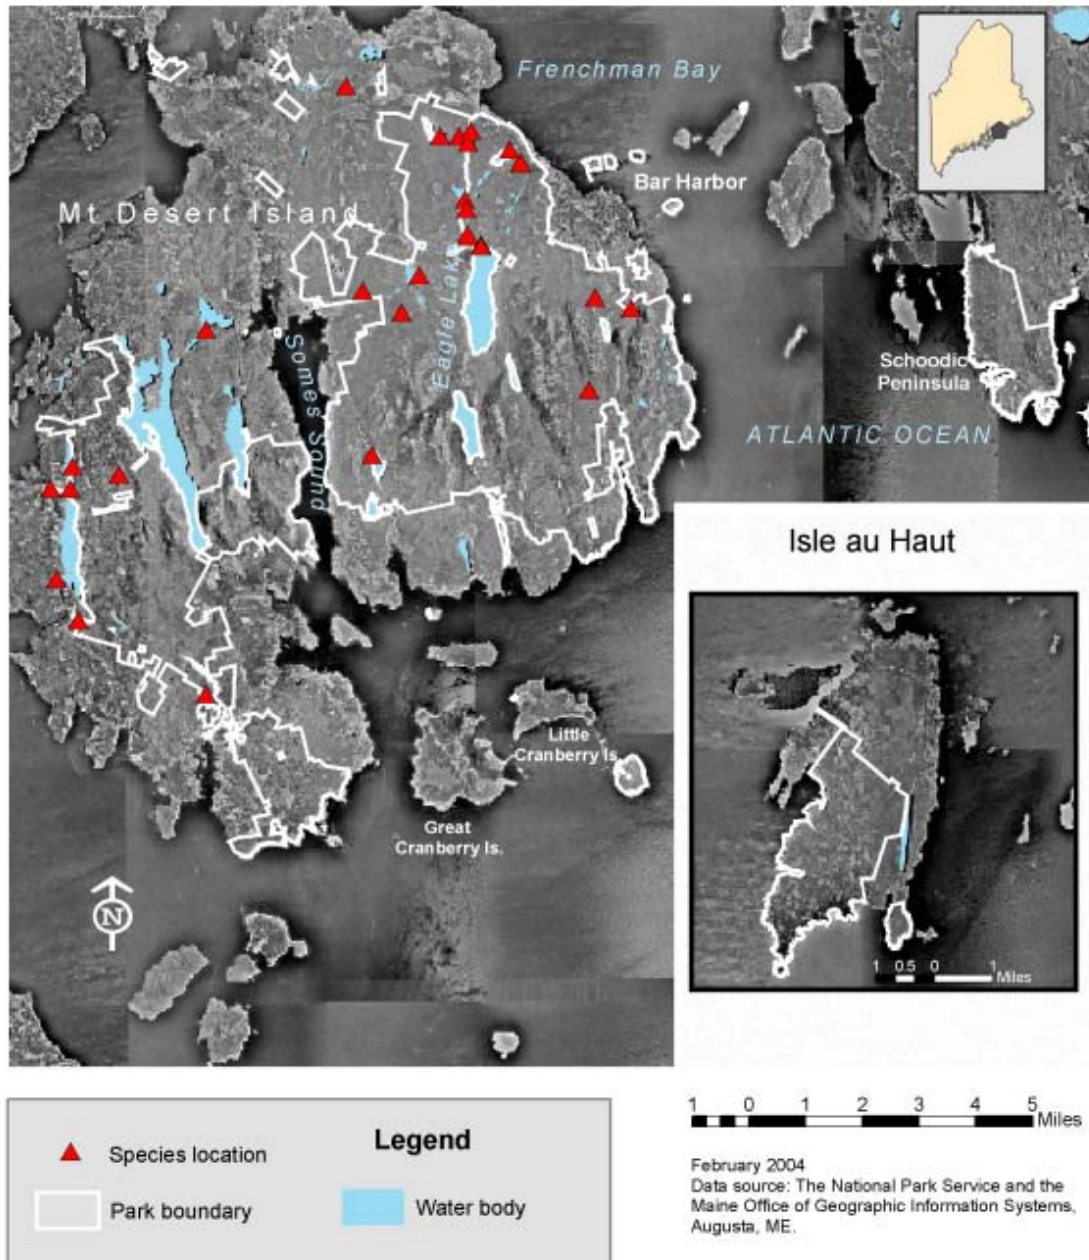 Frenchman Bay
Bar Harbor
Mt Desert Island
Eagle Lake
Somes Sound
Schoodic
Peninsula
ATLANTIC OCEAN
Isle au Haut
Little
Cranberry Is.
Great
Cranberry Is.
N
1 0.5 0 1
Miles
1 0 1 2 3 4 5
Miles
Legend
Species location
Park boundary
Water body
February 2004
Data source: The National Park Service and the
Maine Office of Geographic Information Systems,
Augusta, ME.